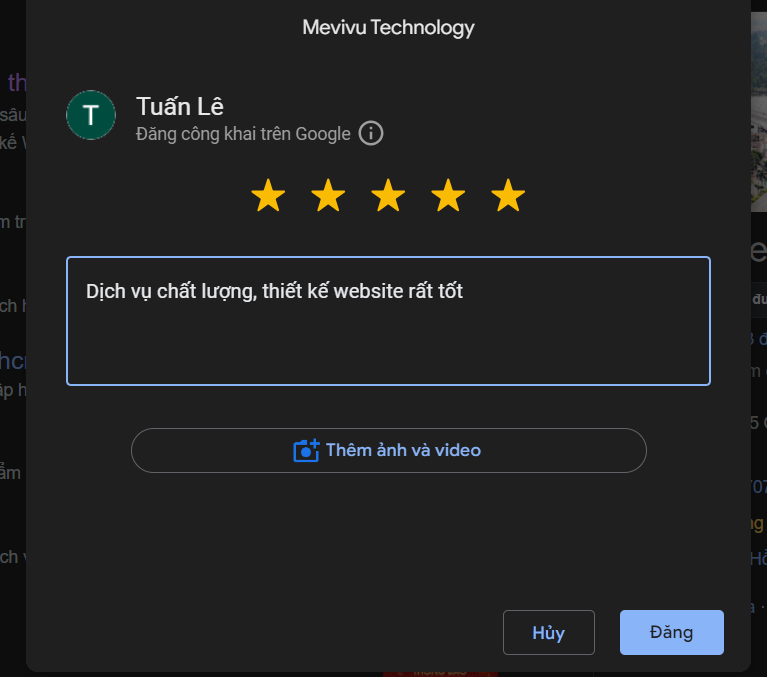 Mevivu Technology
T
Tuấn Lê
Đăng công khai trên Google
Dịch vụ chất lượng, thiết kế website rất tốt
Thêm ảnh và video
Hủy
Đăng